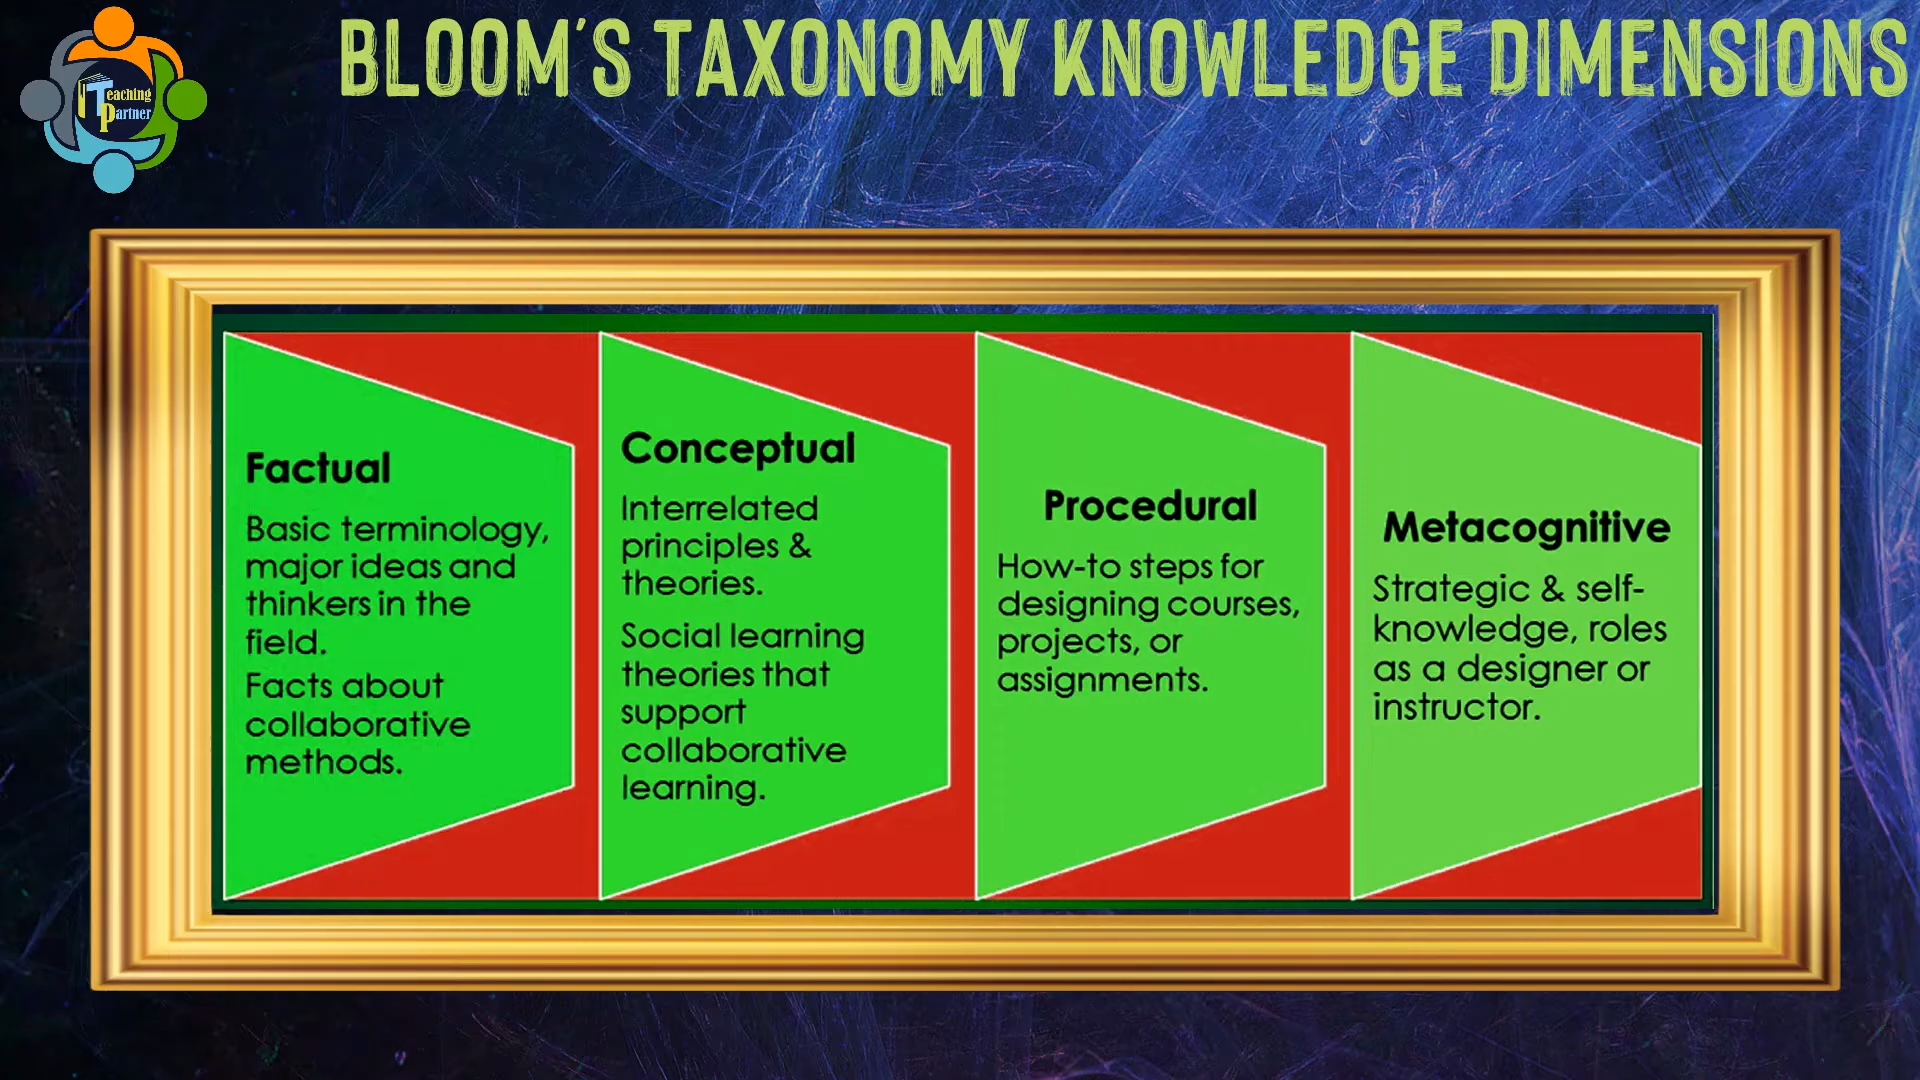 BLOOM'S TAXONOMY KNOWLEDGE DIMENSIONS
Teaching
Partner
Factual
Basic terminology,
major ideas and
thinkers in the
field.
Facts about
collaborative
methods.
Conceptual
Interrelated
principles &
theories.
Social learning
theories that
support
collaborative
learning.
Procedural
How-to steps for
designing courses,
projects, or
assignments.
Metacognitive
Strategic & self-
knowledge, roles
as a designer or
instructor.